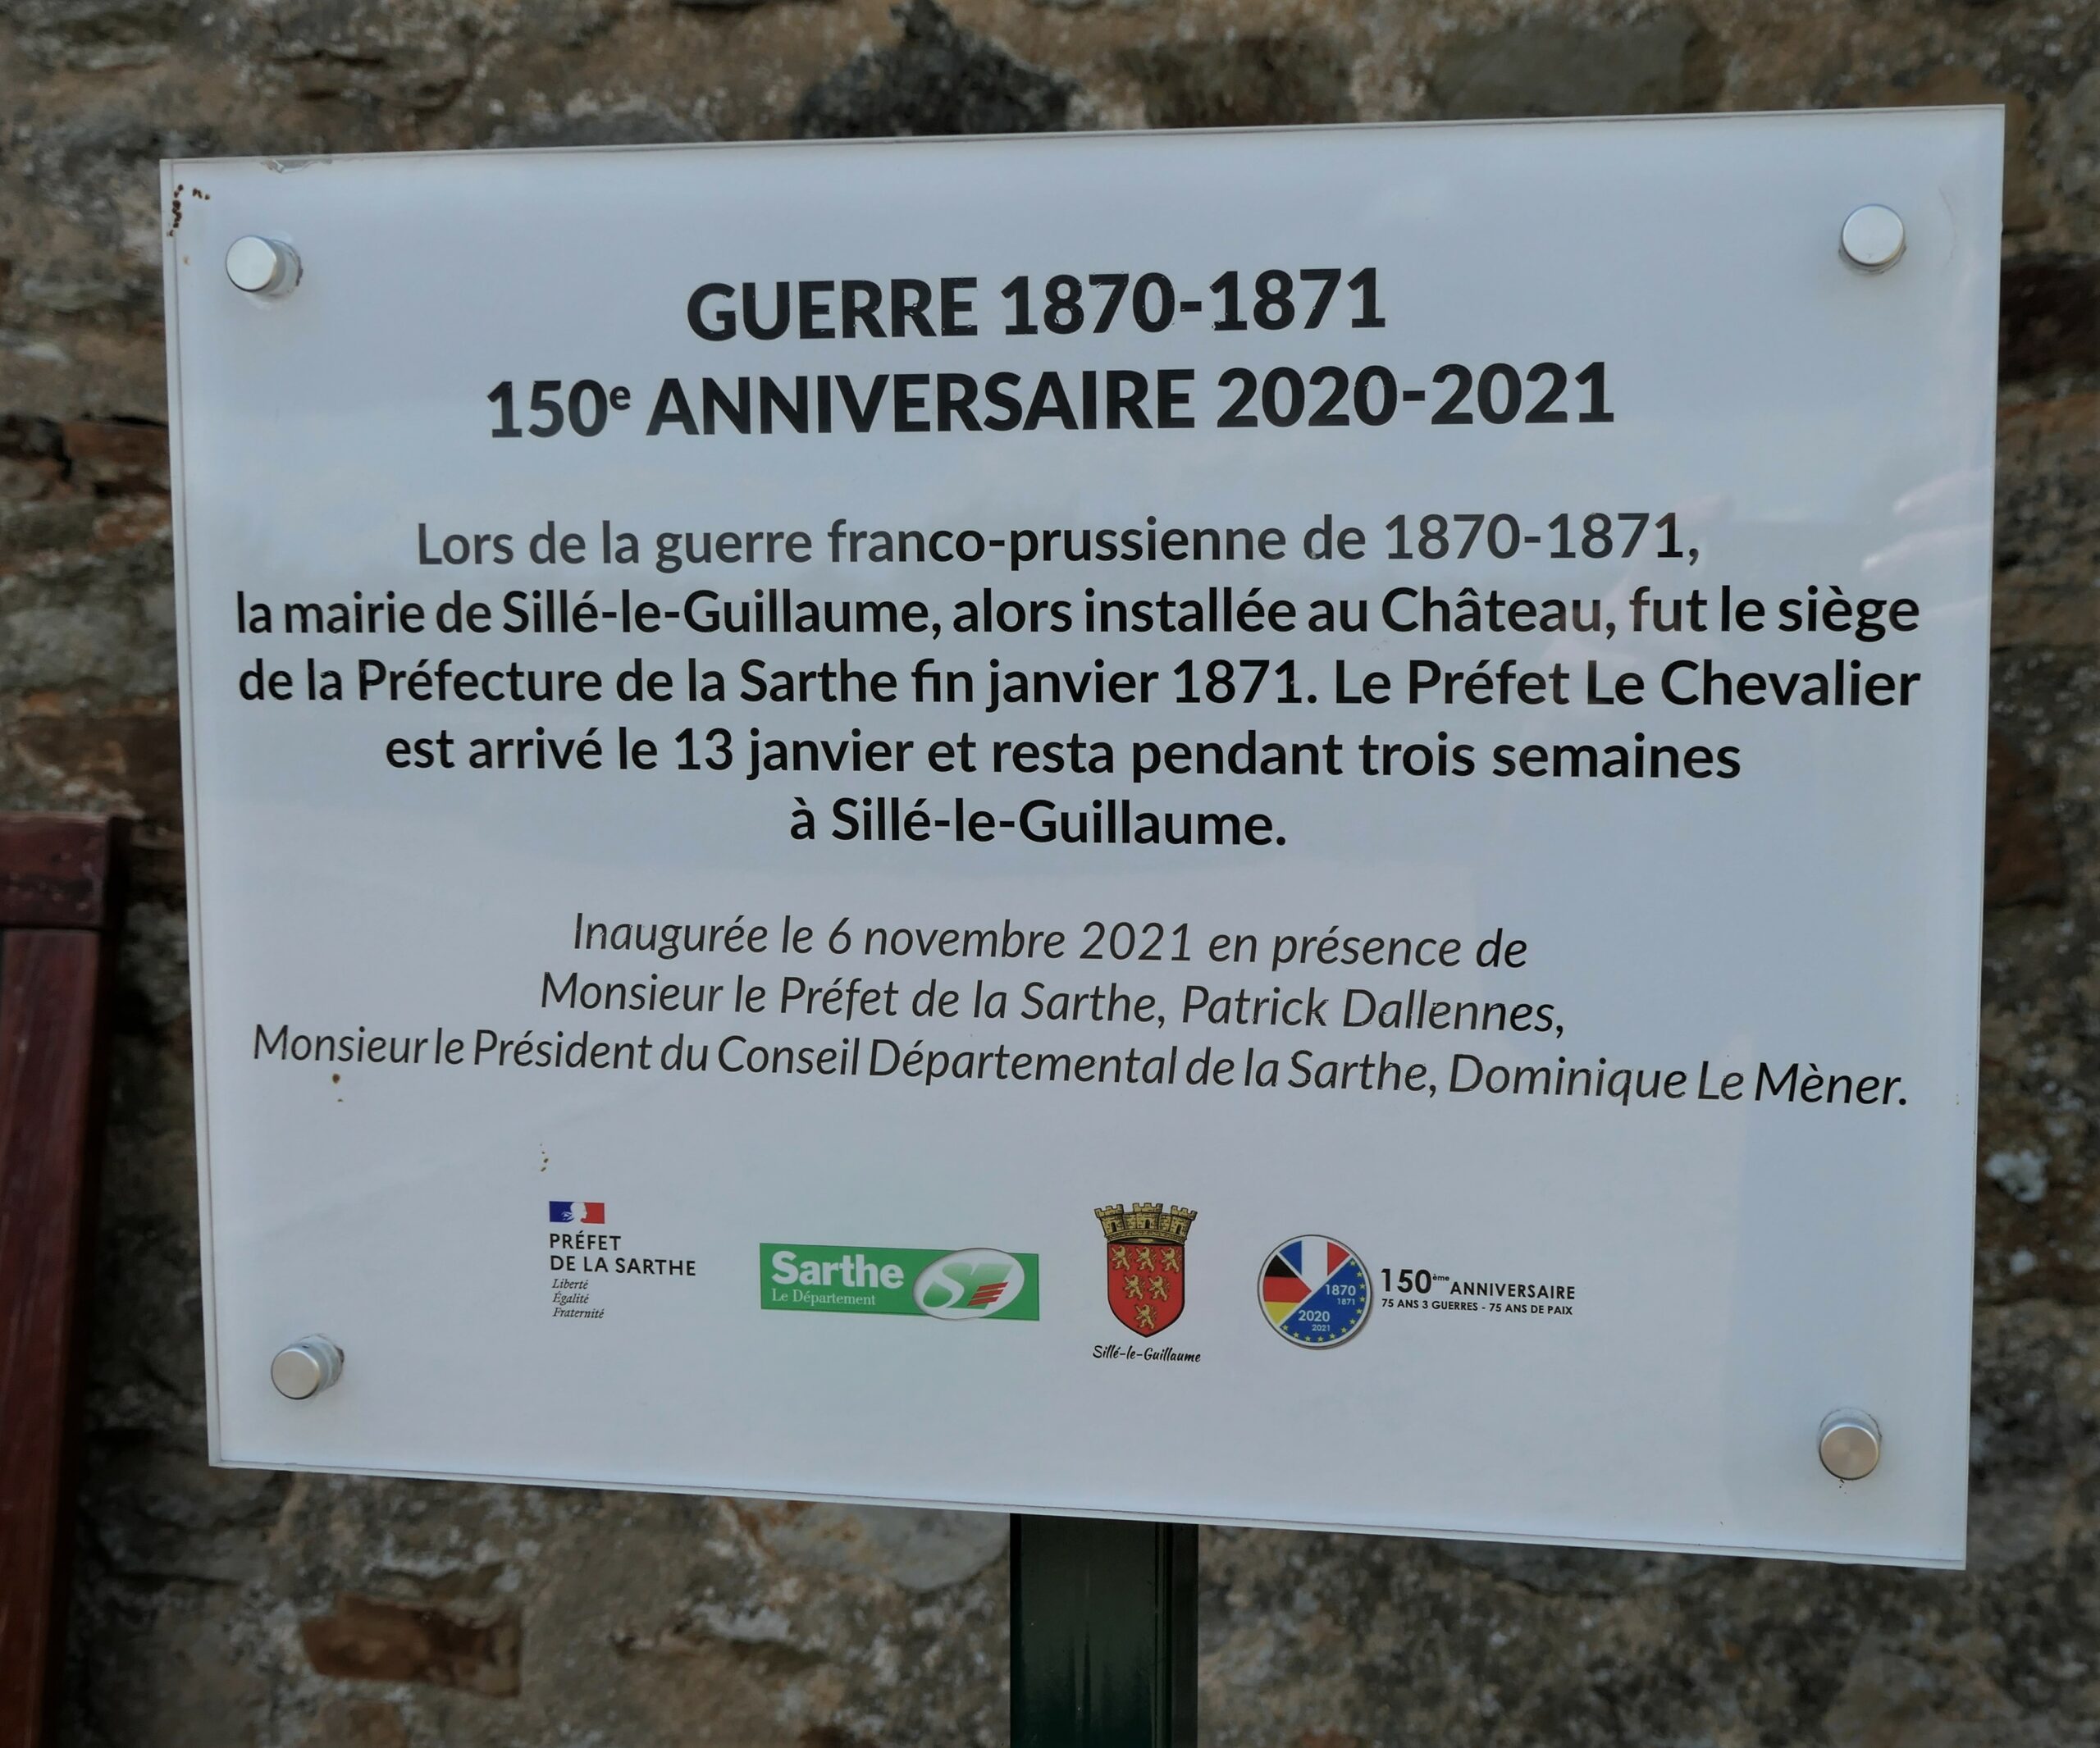 GUERRE 1870-1871
150e ANNIVERSAIRE 2020-2021
Lors de la guerre franco-prussienne de 1870-1871,
la mairie de Sillé-le-Guillaume, alors installée au Château, fut le siège
de la Préfecture de la Sarthe fin janvier 1871. Le Préfet Le Chevalier
est arrivé le 13 janvier et resta pendant trois semaines
à Sillé-le-Guillaume.
Inaugurée le 6 novembre 2021 en présence de
Monsieur le Préfet de la Sarthe, Patrick Dallennes,
Monsieur le Président du Conseil Départemental de la Sarthe, Dominique Le Mèner.
PRÉFET
DE LA SARTHE
Liberté
Égalité
Fraternité
Sarthe
Le Département
Sillé-le-Guillaume
1870
1871
2020
2021
150ème ANNIVERSAIRE
75 ANS 3 GUERRES - 75 ANS DE PAIX